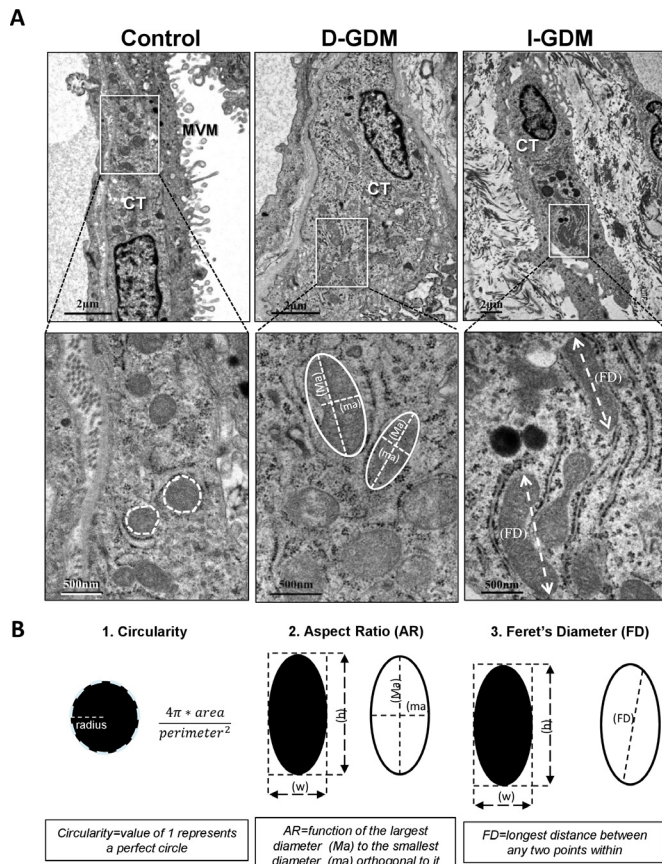 A
Control
D-GDM
I-GDM
MVM
CT
2μm
CT
2μm
CT
2μm
(Ma)
(ma)
(Ma)
(ma)
(FD)
(FD)
500nm
500nm
500nm
B
1. Circularity
2. Aspect Ratio (AR)
3. Feret's Diameter (FD)
radius
4π * area
perimeter²
(Ma)
(ma)
(h)
(w)
(FD)
(h)
(w)
Circularity=value of 1 represents
a perfect circle
AR=function of the largest
diameter (Ma) to the smallest
diameter (ma) orthogonal to it
FD=longest distance between
any two points within